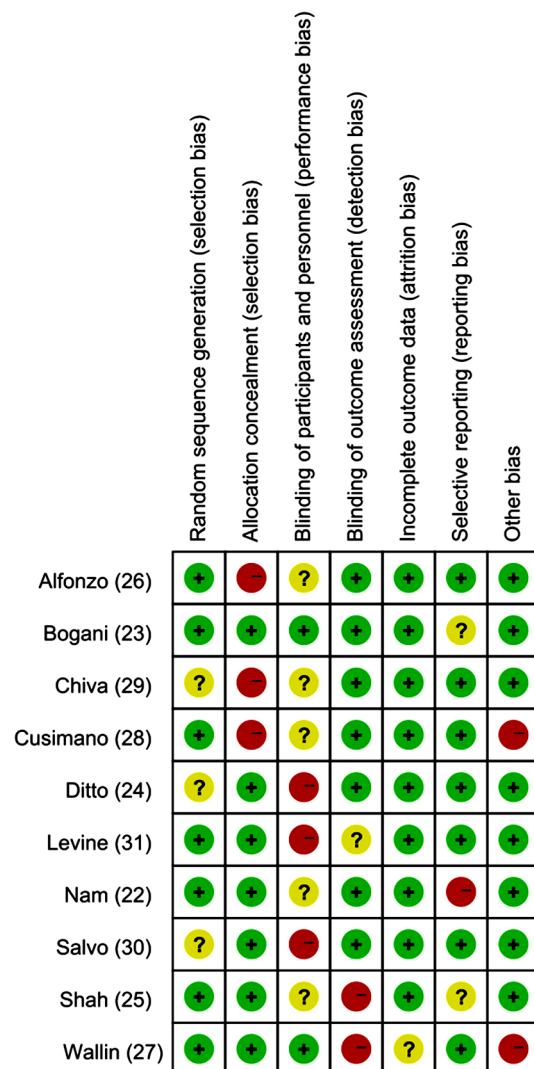 Random sequence generation (selection bias)
Allocation concealment (selection bias)
Blinding of participants and personnel (performance bias)
Blinding of outcome assessment (detection bias)
Incomplete outcome data (attrition bias)
Selective reporting (reporting bias)
Other bias
Alfonzo (26) + - ? + + + +
Bogani (23) + + + + + ? +
Chiva (29) ? - ? + + + +
Cusimano (28) + - ? + + + -
Ditto (24) ? + - + + + +
Levine (31) + + - ? + + +
Nam (22) + + ? + + - +
Salvo (30) ? + - + + + +
Shah (25) + + ? - + ? +
Wallin (27) + + + - ? + -